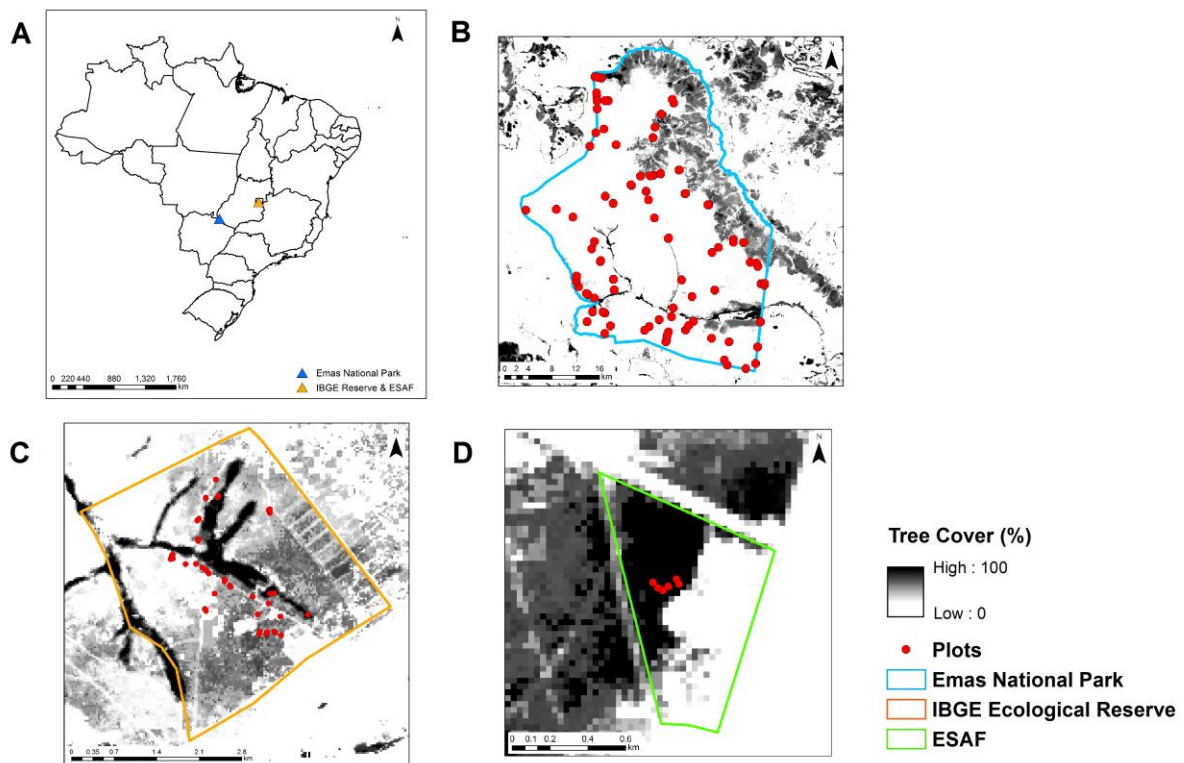 A
N
0 220 440 880 1,320 1,760
km
Emas National Park
IBGE Reserve & ESAF
B
N
0 2 4 8 12 16
km
C
N
0 0.35 0.7 1.4 2.1 2.8
km
D
N
0 0.1 0.2 0.4 0.6
km
Tree Cover (%)
High : 100
Low : 0
Plots
Emas National Park
IBGE Ecological Reserve
ESAF